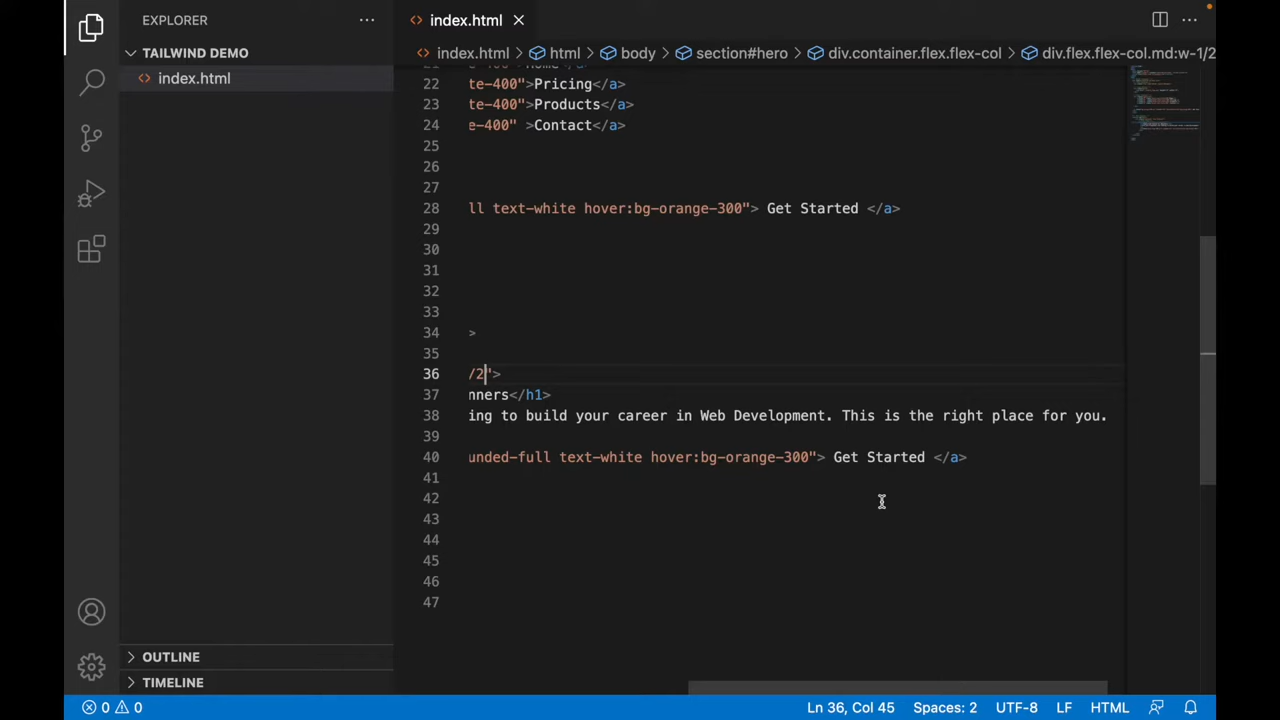 EXPLORER
index.html
TAILWIND DEMO
index.html
index.html > html > body > section#hero > div.container.flex.flex-col > div.flex.flex-col.md:w-1/2
22 te-400">Pricing</a>
23 te-400">Products</a>
24 e-400" >Contact</a>
25
26
27
28 ll text-white hover:bg-orange-300"> Get Started </a>
29
30
31
32
33
34 >
35
36 /2">
37 nners</h1>
38 ing to build your career in Web Development. This is the right place for you.
39
40 unded-full text-white hover:bg-orange-300"> Get Started </a>
41
42
43
44
45
46
47
OUTLINE
TIMELINE
0 0 Ln 36, Col 45 Spaces: 2 UTF-8 LF HTML